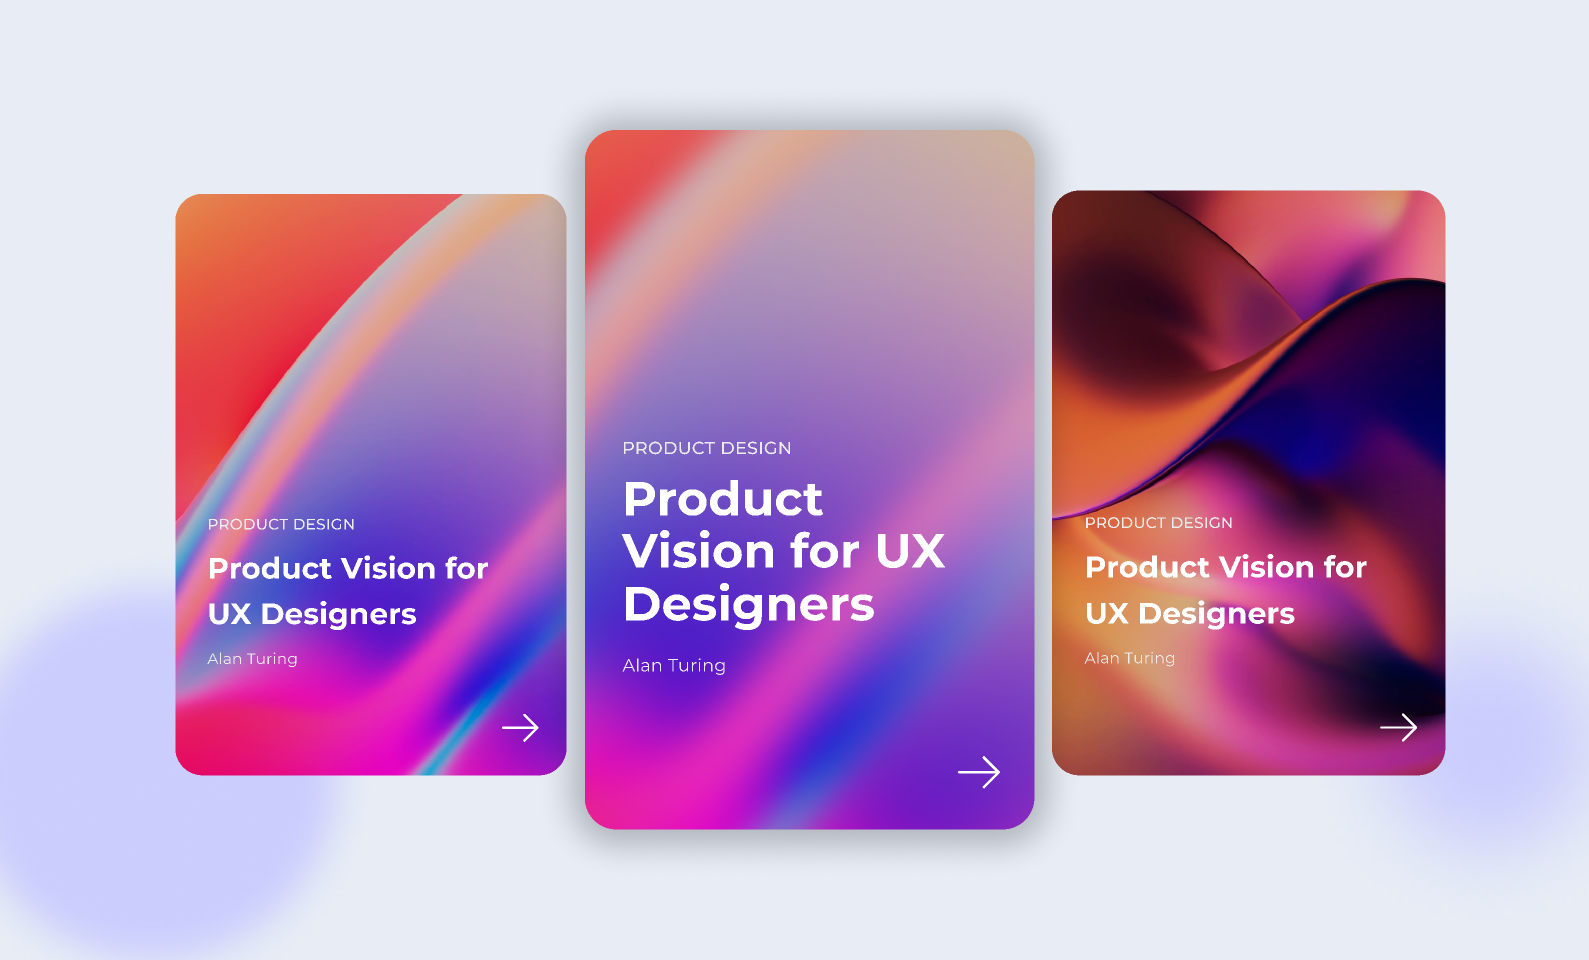 PRODUCT DESIGN
Product Vision for
UX Designers
Alan Turing
PRODUCT DESIGN
Product
Vision for UX
Designers
Alan Turing
PRODUCT DESIGN
Product Vision for
UX Designers
Alan Turing